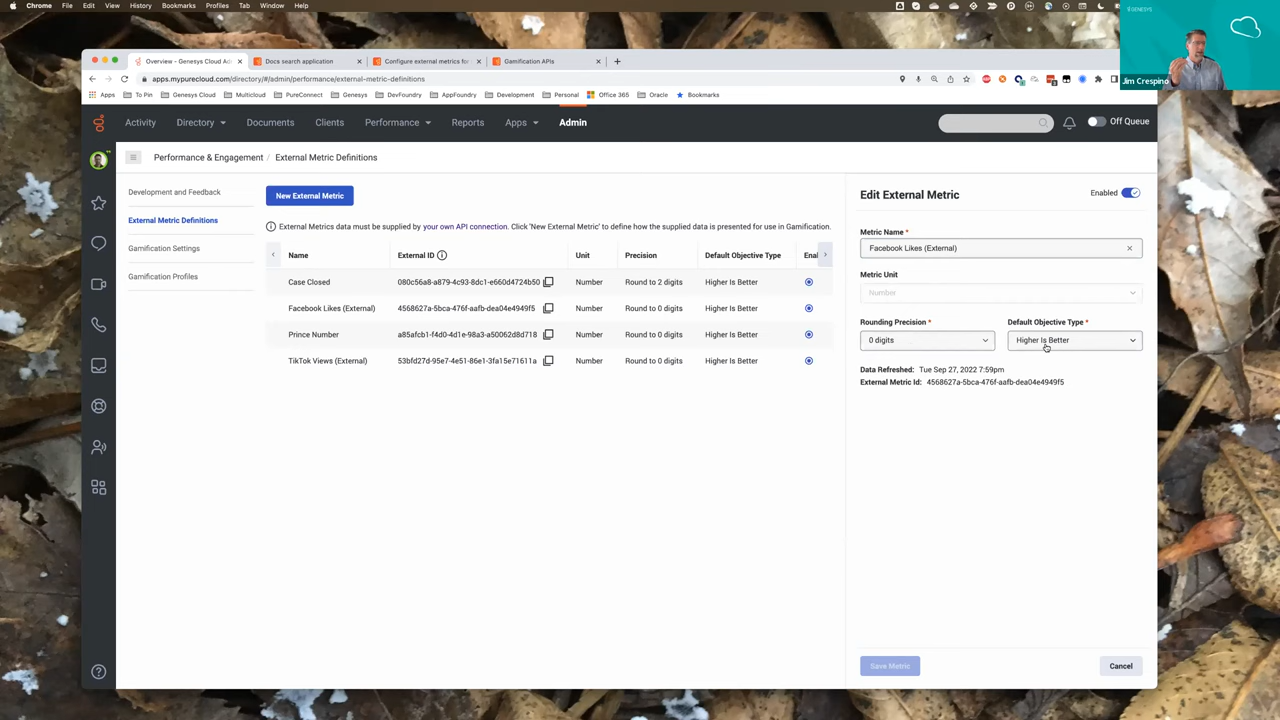 Chrome File Edit View History Bookmarks Profiles Tab Window Help
GENESYS
Jim Crespino
Overview - Genesys Cloud Ad
Docs search application
Configure external metrics for
Gamification APIs
apps.mypurecloud.com/directory/#/admin/performance/external-metric-definitions
Apps To Pin Genesys Cloud Multicloud PureConnect Genesys DevFoundry AppFoundry Development Personal Office 365 Oracle Bookmarks
Activity Directory Documents Clients Performance Reports Apps Admin
Off Queue
Performance & Engagement / External Metric Definitions
Development and Feedback
External Metric Definitions
Gamification Settings
Gamification Profiles
New External Metric
External Metrics data must be supplied by your own API connection. Click 'New External Metric' to define how the supplied data is presented for use in Gamification.
Name External ID Unit Precision Default Objective Type Enal
Case Closed 080c56a8-a879-4c93-8dc1-e660d4724b50 Number Round to 2 digits Higher Is Better
Facebook Likes (External) 4568627a-5bca-476f-aafb-dea04e4949f5 Number Round to 0 digits Higher Is Better
Prince Number a85afcb1-f4d0-4d1e-98a3-a50062d8d718 Number Round to 0 digits Higher Is Better
TikTok Views (External) 53bfd27d-95e7-4e51-86e1-3fa15e71611a Number Round to 0 digits Higher Is Better
Edit External Metric
Enabled
Metric Name *
Facebook Likes (External)
Metric Unit
Number
Rounding Precision * Default Objective Type *
0 digits Higher Is Better
Data Refreshed: Tue Sep 27, 2022 7:59pm
External Metric Id: 4568627a-5bca-476f-aafb-dea04e4949f5
Save Metric Cancel